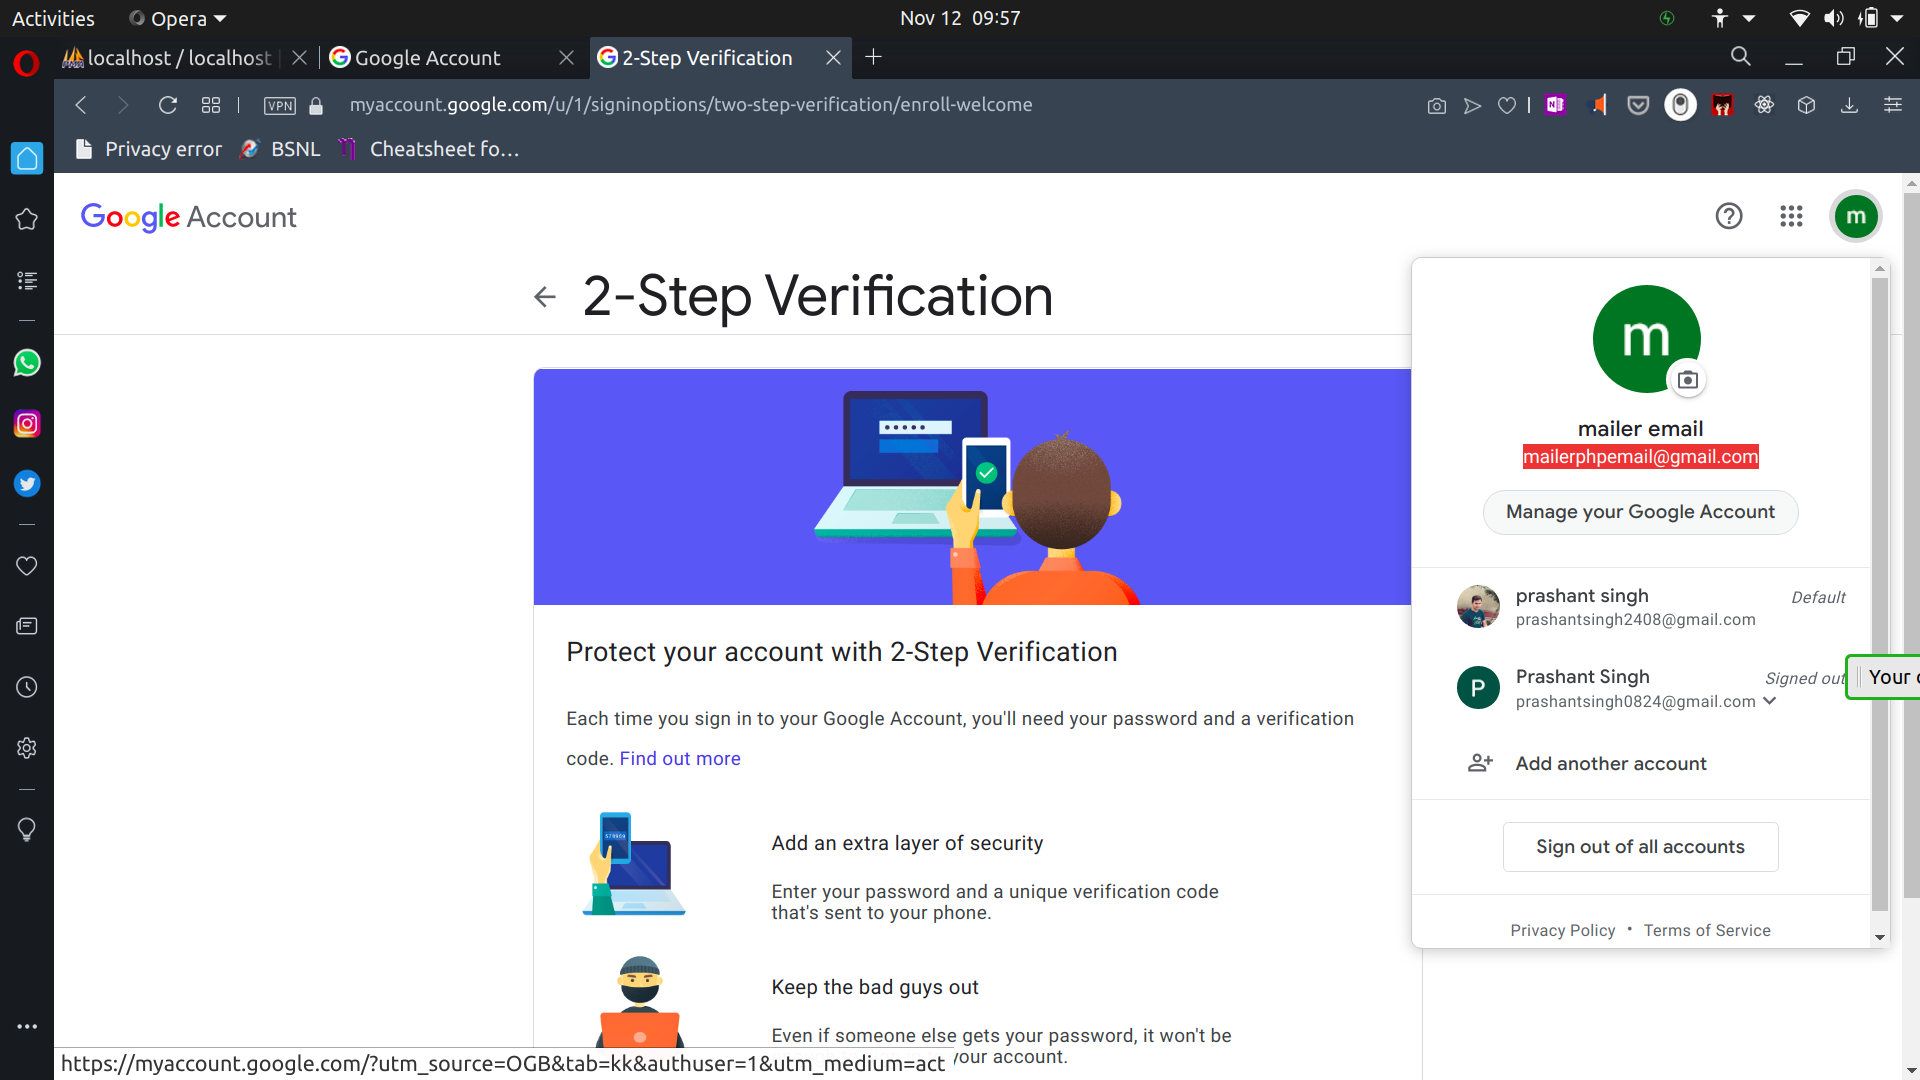 Activities Opera Nov 12 09:57
localhost / localhost Google Account 2-Step Verification
VPN myaccount.google.com/u/1/signinoptions/two-step-verification/enroll-welcome
Privacy error BSNL Cheatsheet fo…
Google Account
m
2-Step Verification
m
mailer email
mailerphpemail@gmail.com
Manage your Google Account
prashant singh Default
prashantsingh2408@gmail.com
P
Prashant Singh Signed out
prashantsingh0824@gmail.com
Your
Add another account
Sign out of all accounts
Privacy Policy • Terms of Service
Protect your account with 2-Step Verification
Each time you sign in to your Google Account, you'll need your password and a verification
code. Find out more
Add an extra layer of security
Enter your password and a unique verification code
that's sent to your phone.
Keep the bad guys out
Even if someone else gets your password, it won't be
your account.
https://myaccount.google.com/?utm_source=OGB&tab=kk&authuser=1&utm_medium=act